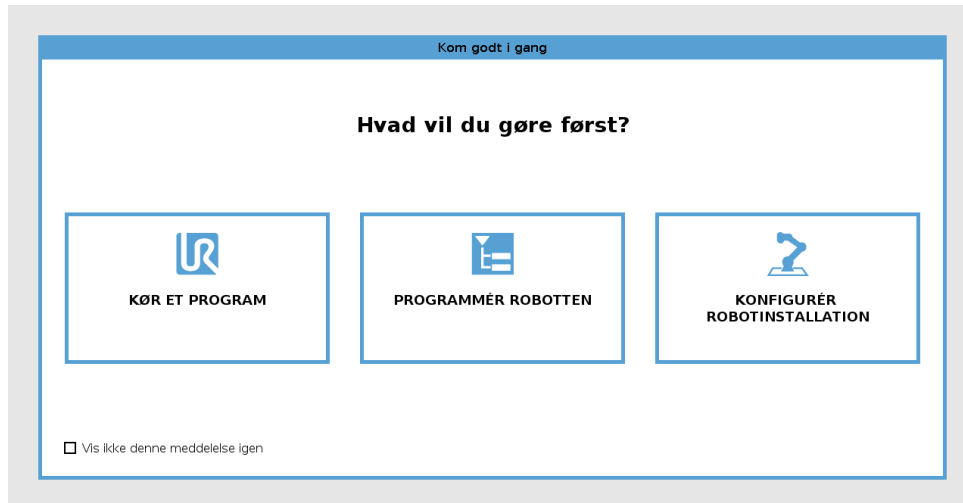 Kom godt i gang
Hvad vil du gøre først?
KØR ET PROGRAM
PROGRAMMÉR ROBOTTEN
KONFIGURÉR
ROBOTINSTALLATION
Vis ikke denne meddelelse igen